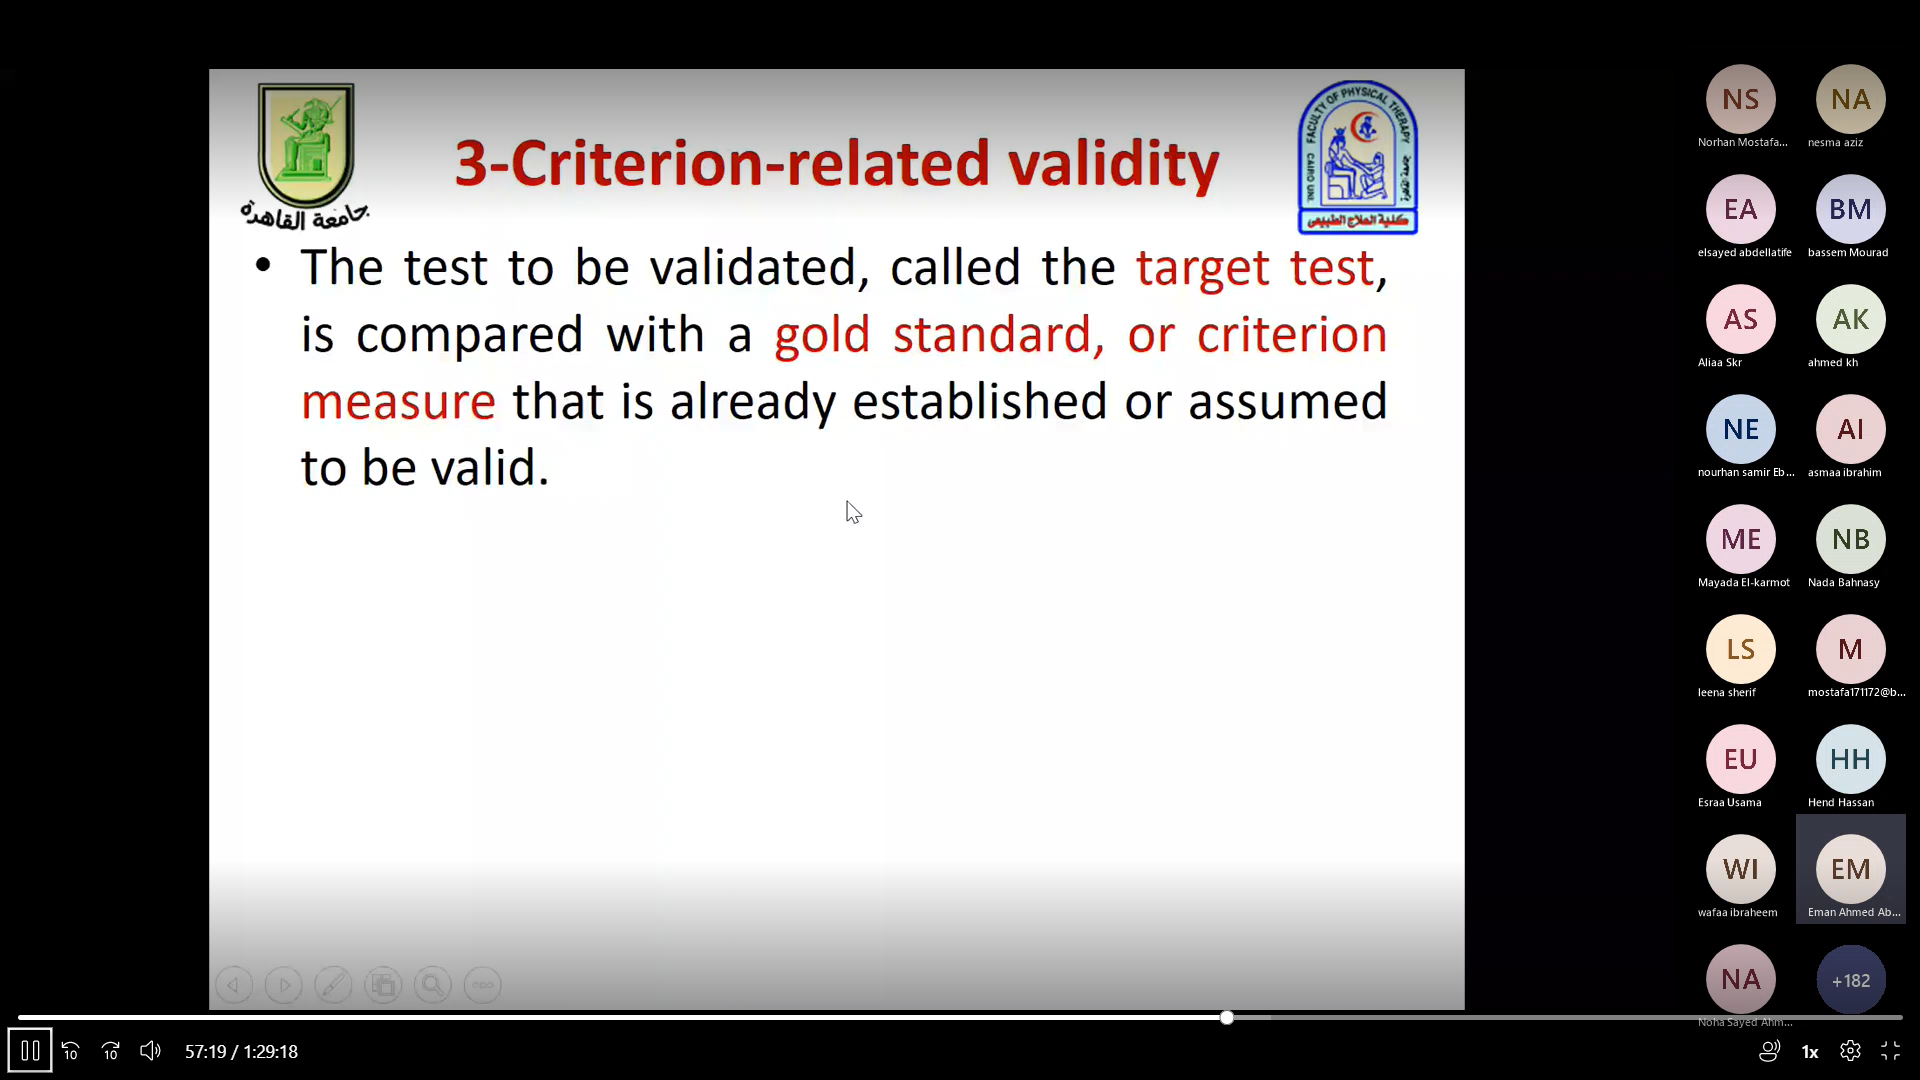 جامعة القاهرة
3-Criterion-related validity
FACULTY OF PHYSICAL THERAPY
CAIRO UNI.
جامعة القاهرة
كلية العلاج الطبيعى
• The test to be validated, called the target test,
is compared with a gold standard, or criterion
measure that is already established or assumed
to be valid.
NS
NA
Norhan Mostafa...
nesma aziz
EA
BM
elsayed abdellatife
bassem Mourad
AS
AK
Aliaa Skr
ahmed kh
NE
AI
nourhan samir Eb...
asmaa ibrahim
ME
NB
Mayada El-karmot
Nada Bahnasy
LS
M
leena sherif
mostafa171172@b...
EU
HH
Esraa Usama
Hend Hassan
WI
EM
wafaa ibraheem
Eman Ahmed Ab...
NA
+182
Noha Sayed Ahm...
10
10
57:19 / 1:29:18
1x